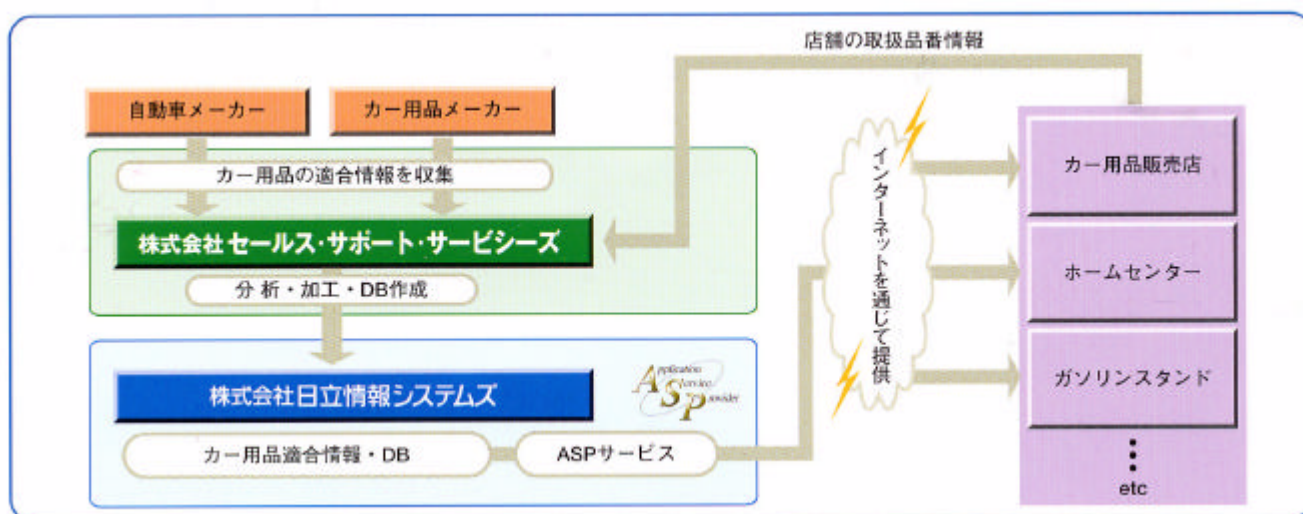 店舗の取扱品番情報
自動車メーカー
カー用品メーカー
カー用品の適合情報を収集
株式会社セールス・サポート・サービシーズ
分析・加工・DB作成
株式会社日立情報システムズ
Application
Service
Provider
カー用品適合情報・DB
ASPサービス
インターネットを通じて提供
カー用品販売店
ホームセンター
ガソリンスタンド
etc